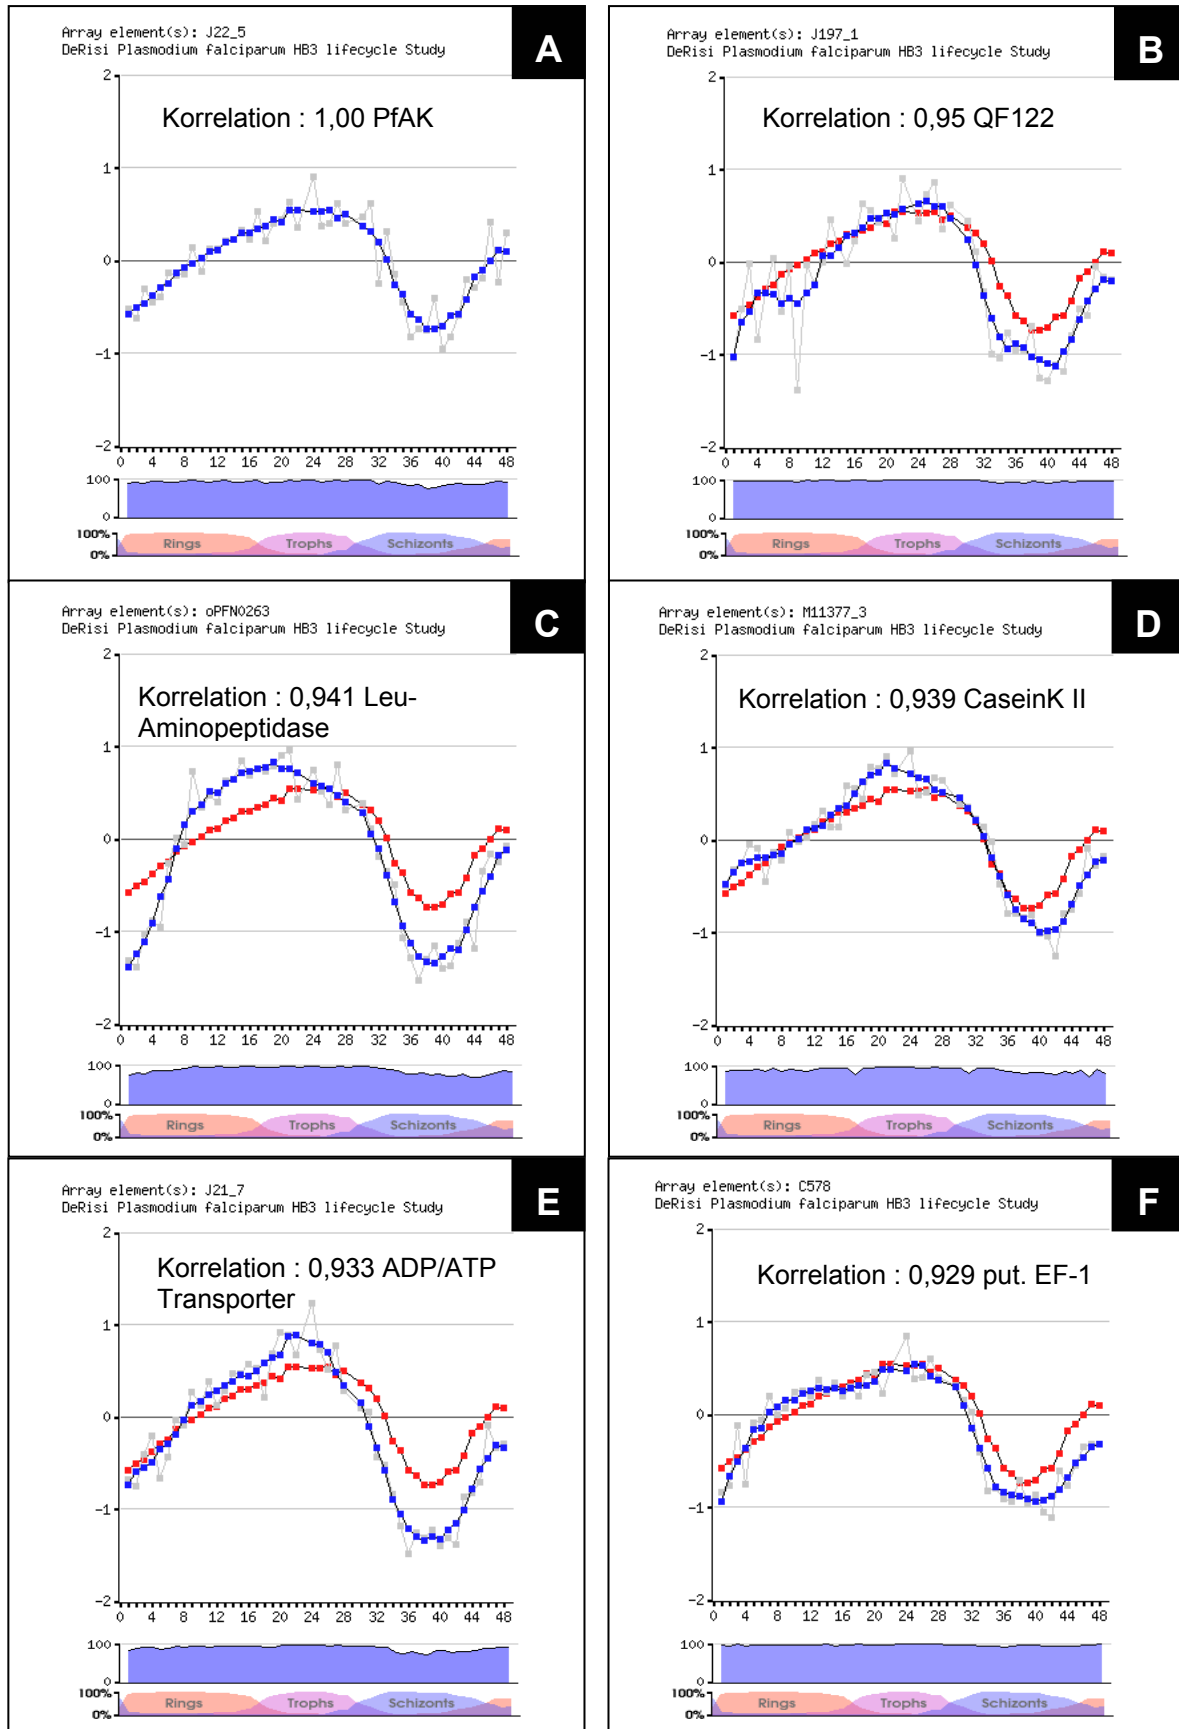 Array element(s): J22_5
DeRisi Plasmodium falciparum HB3 lifecycle Study
A
Korrelation : 1,00 PfAK
2
1
0
-1
-2
0 4 8 12 16 20 24 28 32 36 40 44 48
100
0
100%
0%
Rings Trophs Schizonts
Array element(s): J197_1
DeRisi Plasmodium falciparum HB3 lifecycle Study
B
Korrelation : 0,95 QF122
2
1
0
-1
-2
0 4 8 12 16 20 24 28 32 36 40 44 48
100
0
100%
0%
Rings Trophs Schizonts
Array element(s): oPFN0263
DeRisi Plasmodium falciparum HB3 lifecycle Study
C
Korrelation : 0,941 Leu-
Aminopeptidase
2
1
0
-1
-2
0 4 8 12 16 20 24 28 32 36 40 44 48
100
0
100%
0%
Rings Trophs Schizonts
Array element(s): M11377_3
DeRisi Plasmodium falciparum HB3 lifecycle Study
D
Korrelation : 0,939 CaseinK II
2
1
0
-1
-2
0 4 8 12 16 20 24 28 32 36 40 44 48
100
0
100%
0%
Rings Trophs Schizonts
Array element(s): J21_7
DeRisi Plasmodium falciparum HB3 lifecycle Study
E
Korrelation : 0,933 ADP/ATP
Transporter
2
1
0
-1
-2
0 4 8 12 16 20 24 28 32 36 40 44 48
100
0
100%
0%
Rings Trophs Schizonts
Array element(s): C578
DeRisi Plasmodium falciparum HB3 lifecycle Study
F
Korrelation : 0,929 put. EF-1
2
1
0
-1
-2
0 4 8 12 16 20 24 28 32 36 40 44 48
100
0
100%
0%
Rings Trophs Schizonts